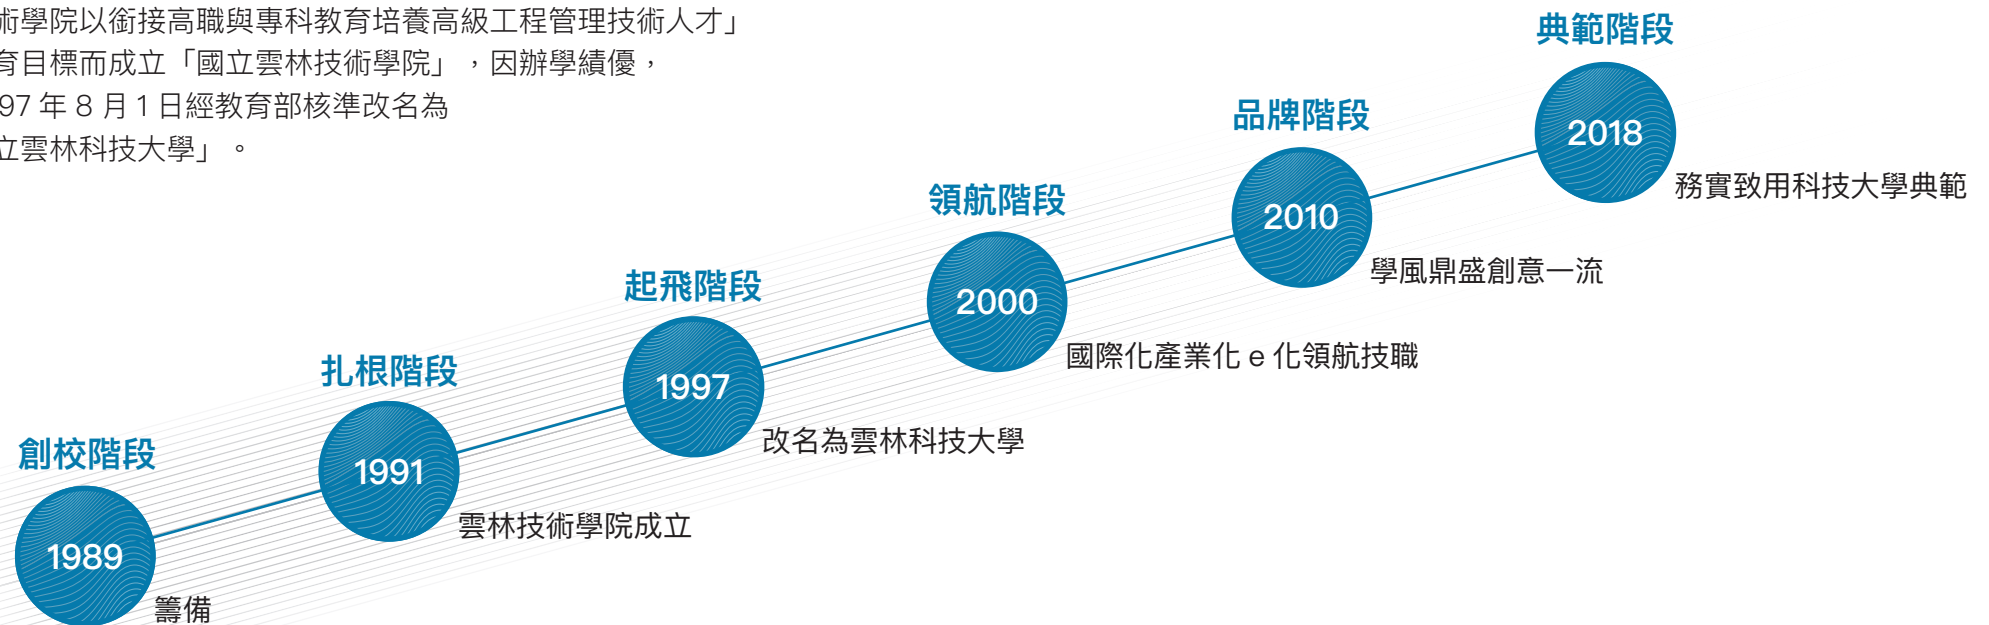 術學院以銜接高職與專科教育培養高級工程管理技術人才」
育目標而成立「國立雲林技術學院」，因辦學績優，
97 年 8 月 1 日經教育部核準改名為
立雲林科技大學」。
創校階段
1989
籌備
扎根階段
1991
雲林技術學院成立
起飛階段
1997
改名為雲林科技大學
領航階段
2000
國際化產業化 e 化領航技職
品牌階段
2010
學風鼎盛創意一流
典範階段
2018
務實致用科技大學典範